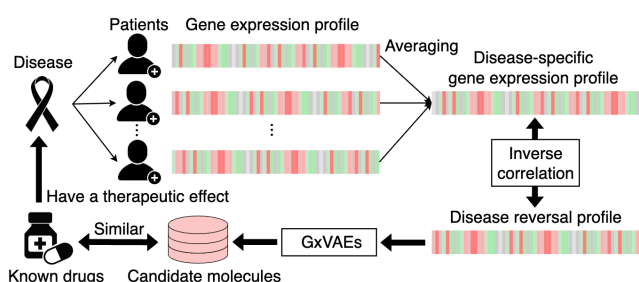 Patients
Gene expression profile
Averaging
Disease
Disease-specific
gene expression profile
Inverse
correlation
Have a therapeutic effect
Disease reversal profile
Similar
GxVAEs
Known drugs
Candidate molecules